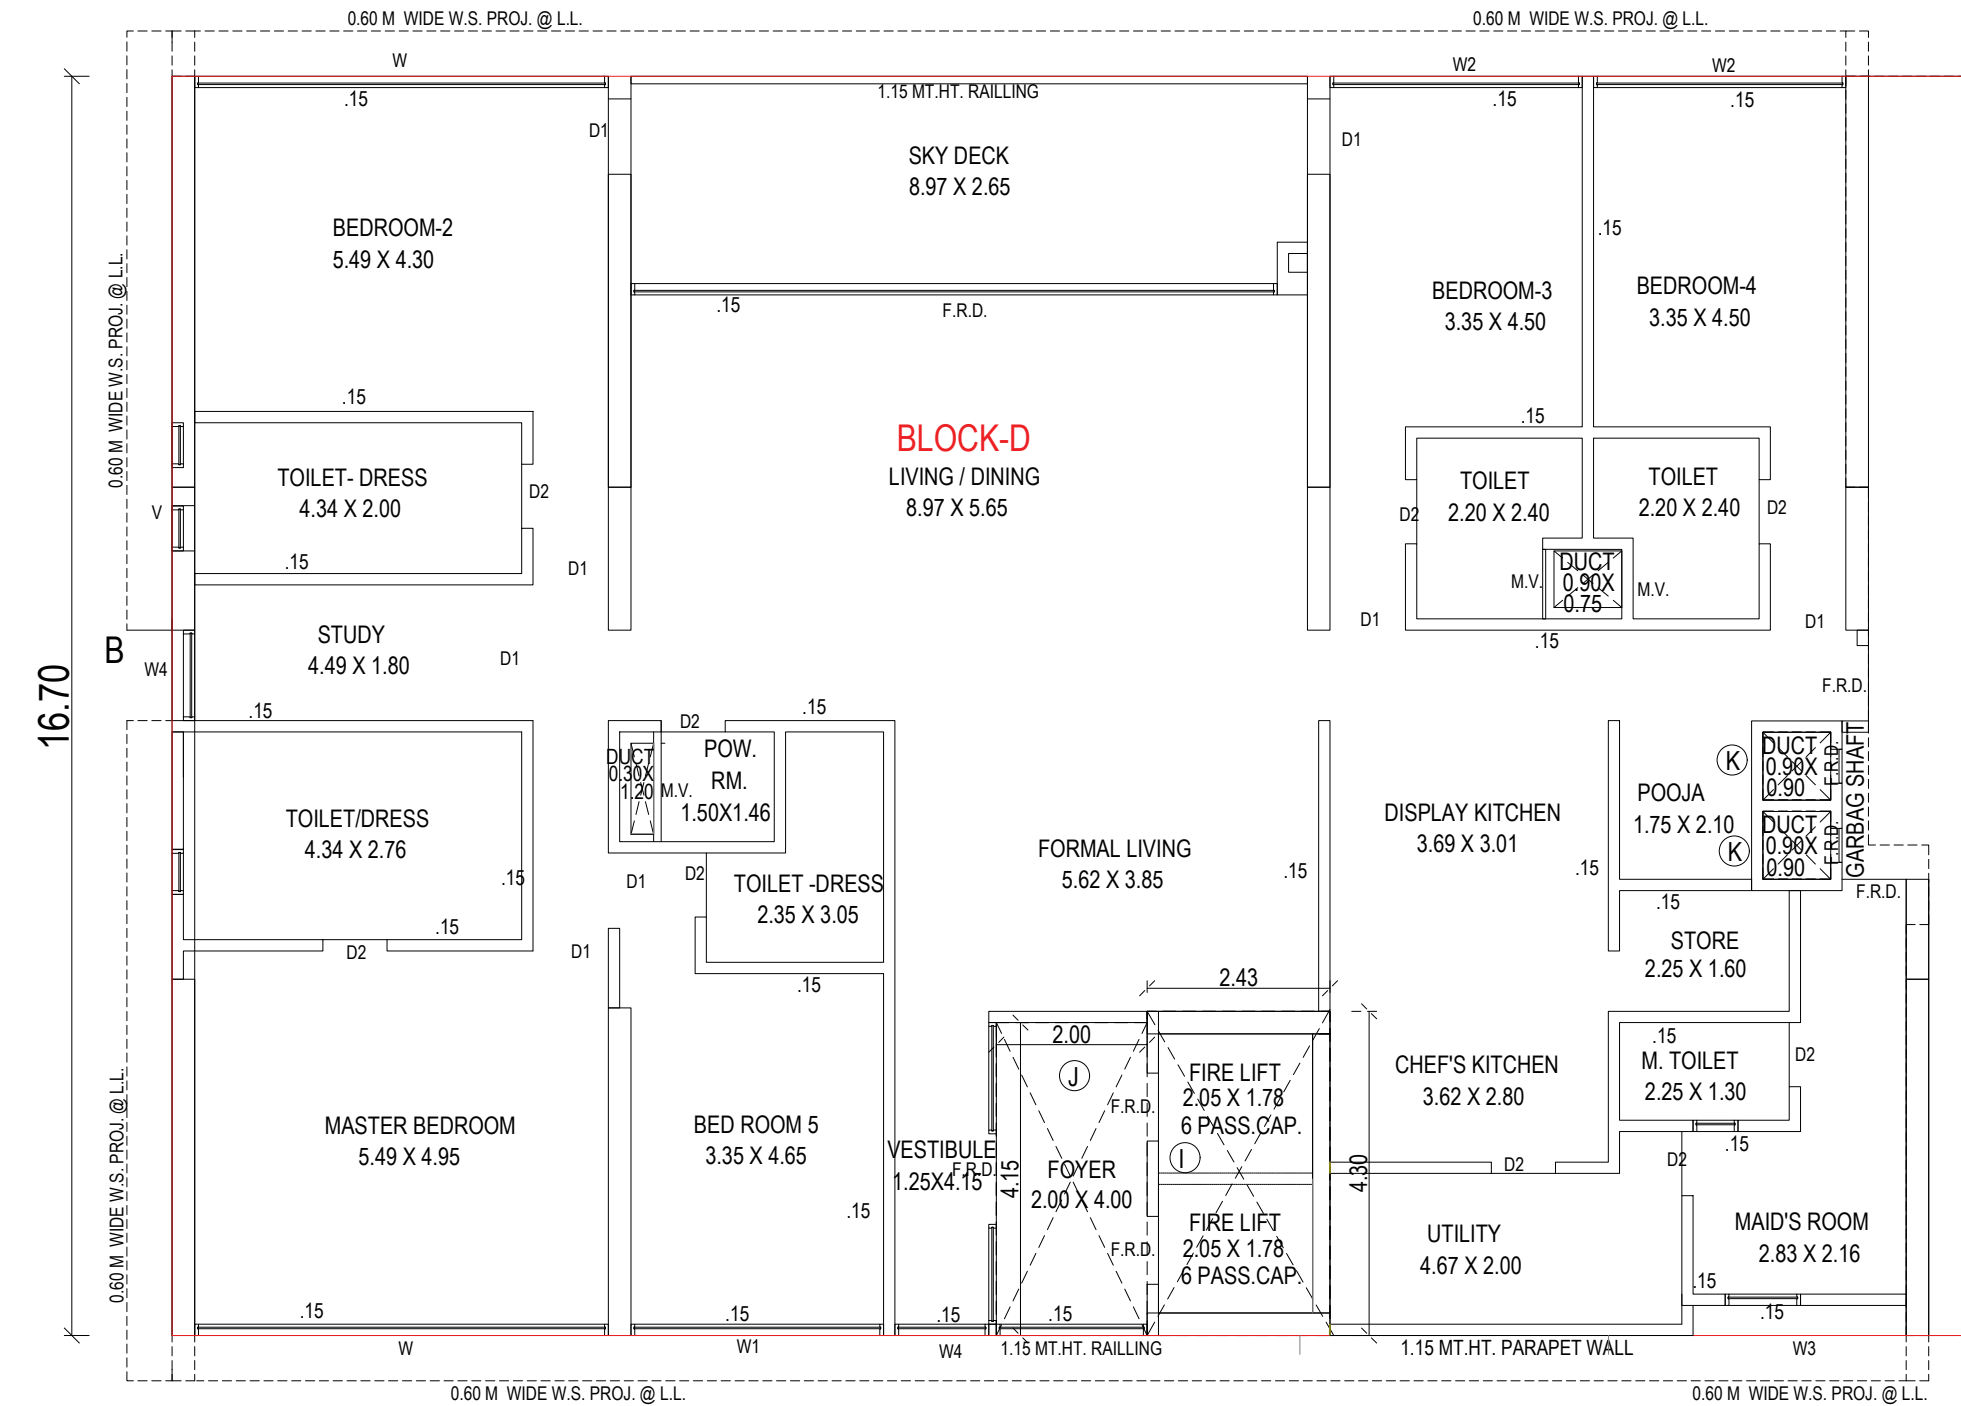 0.60 M WIDE W.S. PROJ. @ L.L.
0.60 M WIDE W.S. PROJ. @ L.L.
W
W2
W2
.15
1.15 MT.HT. RAILLING
.15
.15
D1
D1
SKY DECK
8.97 X 2.65
BEDROOM-2
5.49 X 4.30
.15
BEDROOM-3
3.35 X 4.50
BEDROOM-4
3.35 X 4.50
.15
F.R.D.
0.60 M WIDE W.S. PROJ. @ L.L.
.15
.15
BLOCK-D
LIVING / DINING
8.97 X 5.65
TOILET- DRESS
4.34 X 2.00
D2
TOILET
2.20 X 2.40
TOILET
2.20 X 2.40
D2
D2
V
.15
D1
DUCT
0.90X
0.75
M.V.
M.V.
D1
D1
.15
STUDY
4.49 X 1.80
D1
B
W4
16.70
F.R.D.
.15
D2
.15
DUCT
0.30X
1.20
M.V.
POW.
RM.
1.50X1.46
K
DUCT
0.90X
0.90
F.R.D.
POOJA
1.75 X 2.10
K
DUCT
0.90X
0.90
F.R.D.
GARBAG SHAFT
TOILET/DRESS
4.34 X 2.76
DISPLAY KITCHEN
3.69 X 3.01
FORMAL LIVING
5.62 X 3.85
.15
.15
.15
D1
D2
TOILET -DRESS
2.35 X 3.05
F.R.D.
.15
.15
D2
D1
STORE
2.25 X 1.60
.15
2.43
2.00
.15
M. TOILET
2.25 X 1.30
D2
J
FIRE LIFT
2.05 X 1.78
6 PASS.CAP.
F.R.D.
CHEF'S KITCHEN
3.62 X 2.80
MASTER BEDROOM
5.49 X 4.95
BED ROOM 5
3.35 X 4.65
VESTIBULE
1.25X4.15
F.R.D.
4.15
FOYER
2.00 X 4.00
I
4.30
D2
D2
.15
0.60 M WIDE W.S. PROJ. @ L.L.
.15
FIRE LIFT
2.05 X 1.78
6 PASS.CAP.
F.R.D.
UTILITY
4.67 X 2.00
MAID'S ROOM
2.83 X 2.16
.15
.15
.15
.15
.15
.15
W
W1
W4
1.15 MT.HT. RAILLING
1.15 MT.HT. PARAPET WALL
W3
0.60 M WIDE W.S. PROJ. @ L.L.
0.60 M WIDE W.S. PROJ. @ L.L.